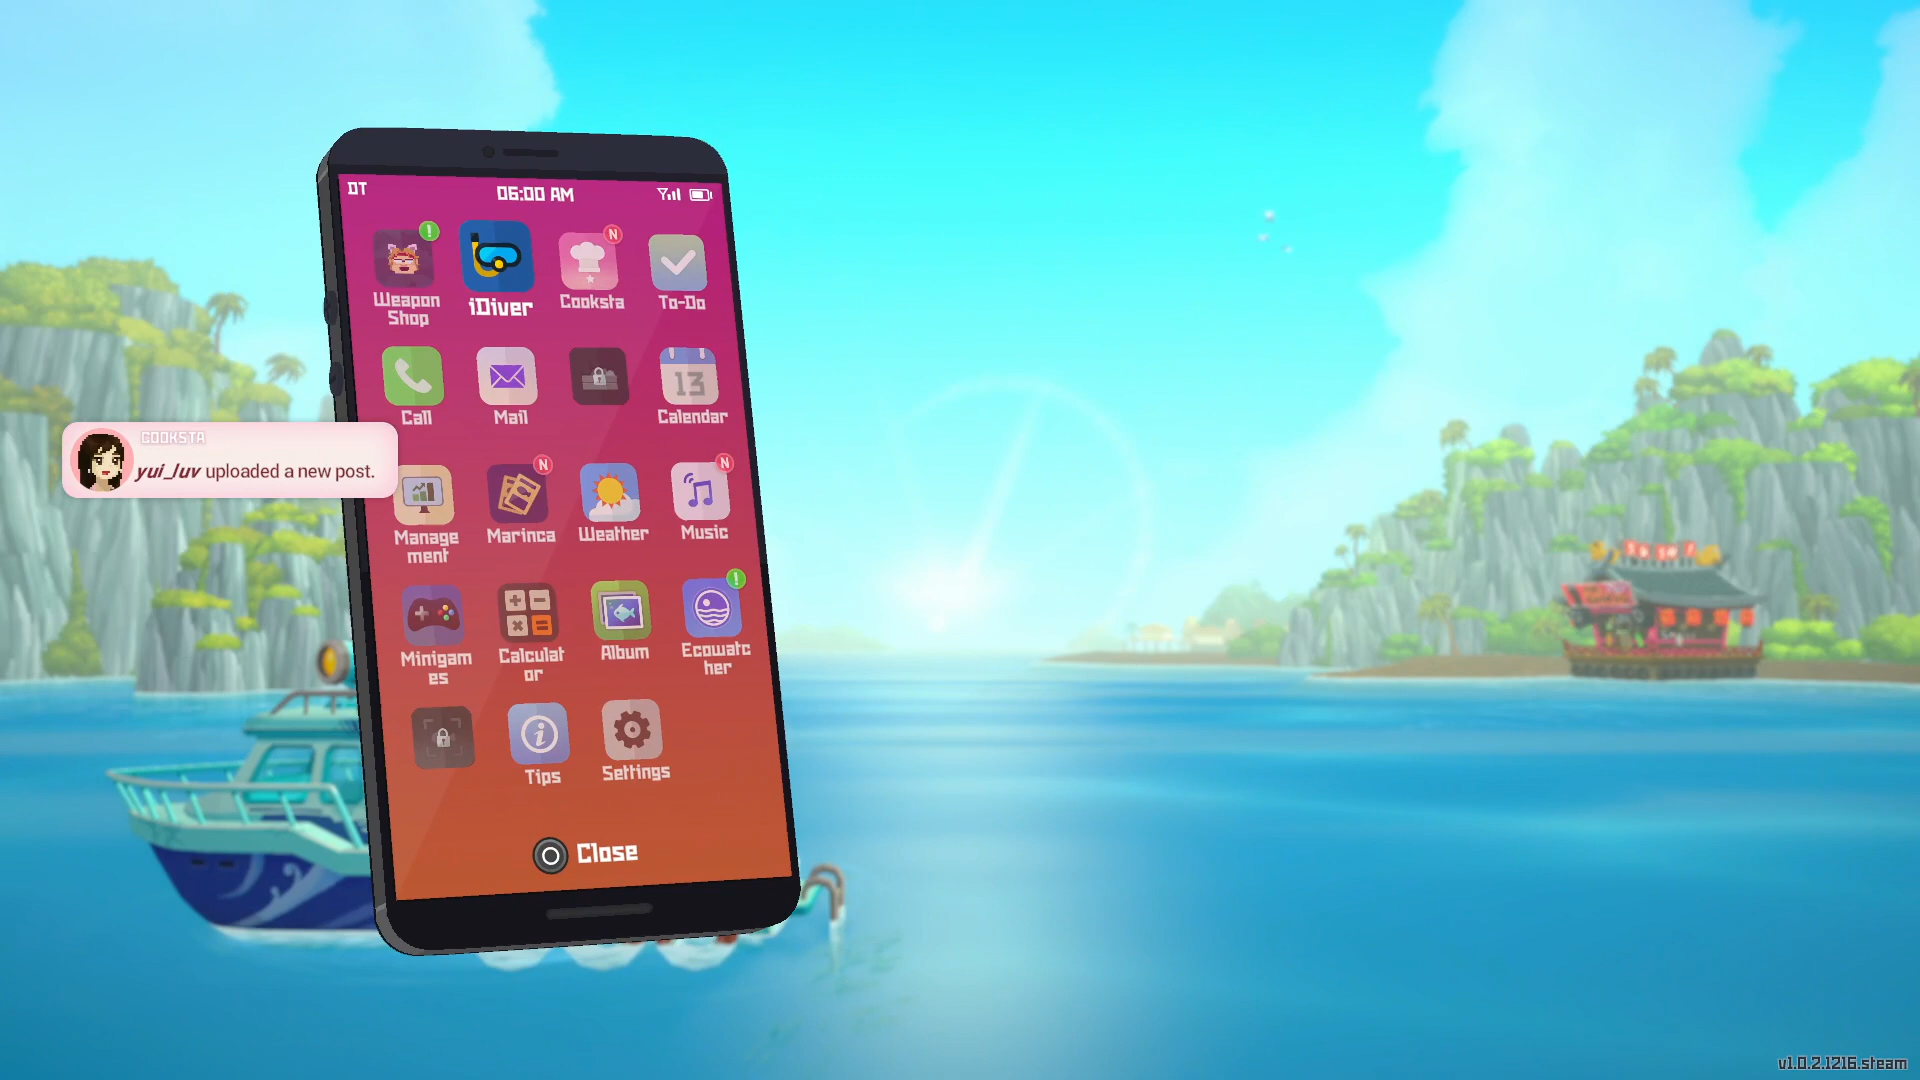 DT
06:00 AM
!
N
Weapon
Shop
iDiver
Cooksta
To-Do
13
Call
Mail
Calendar
COOKSTA
yui_luv uploaded a new post.
N
N
Manage
ment
Marinca
Weather
Music
!
Minigam
es
Calculat
or
Album
Ecowatc
her
i
Tips
Settings
Close
v1.0.2.1216.steam